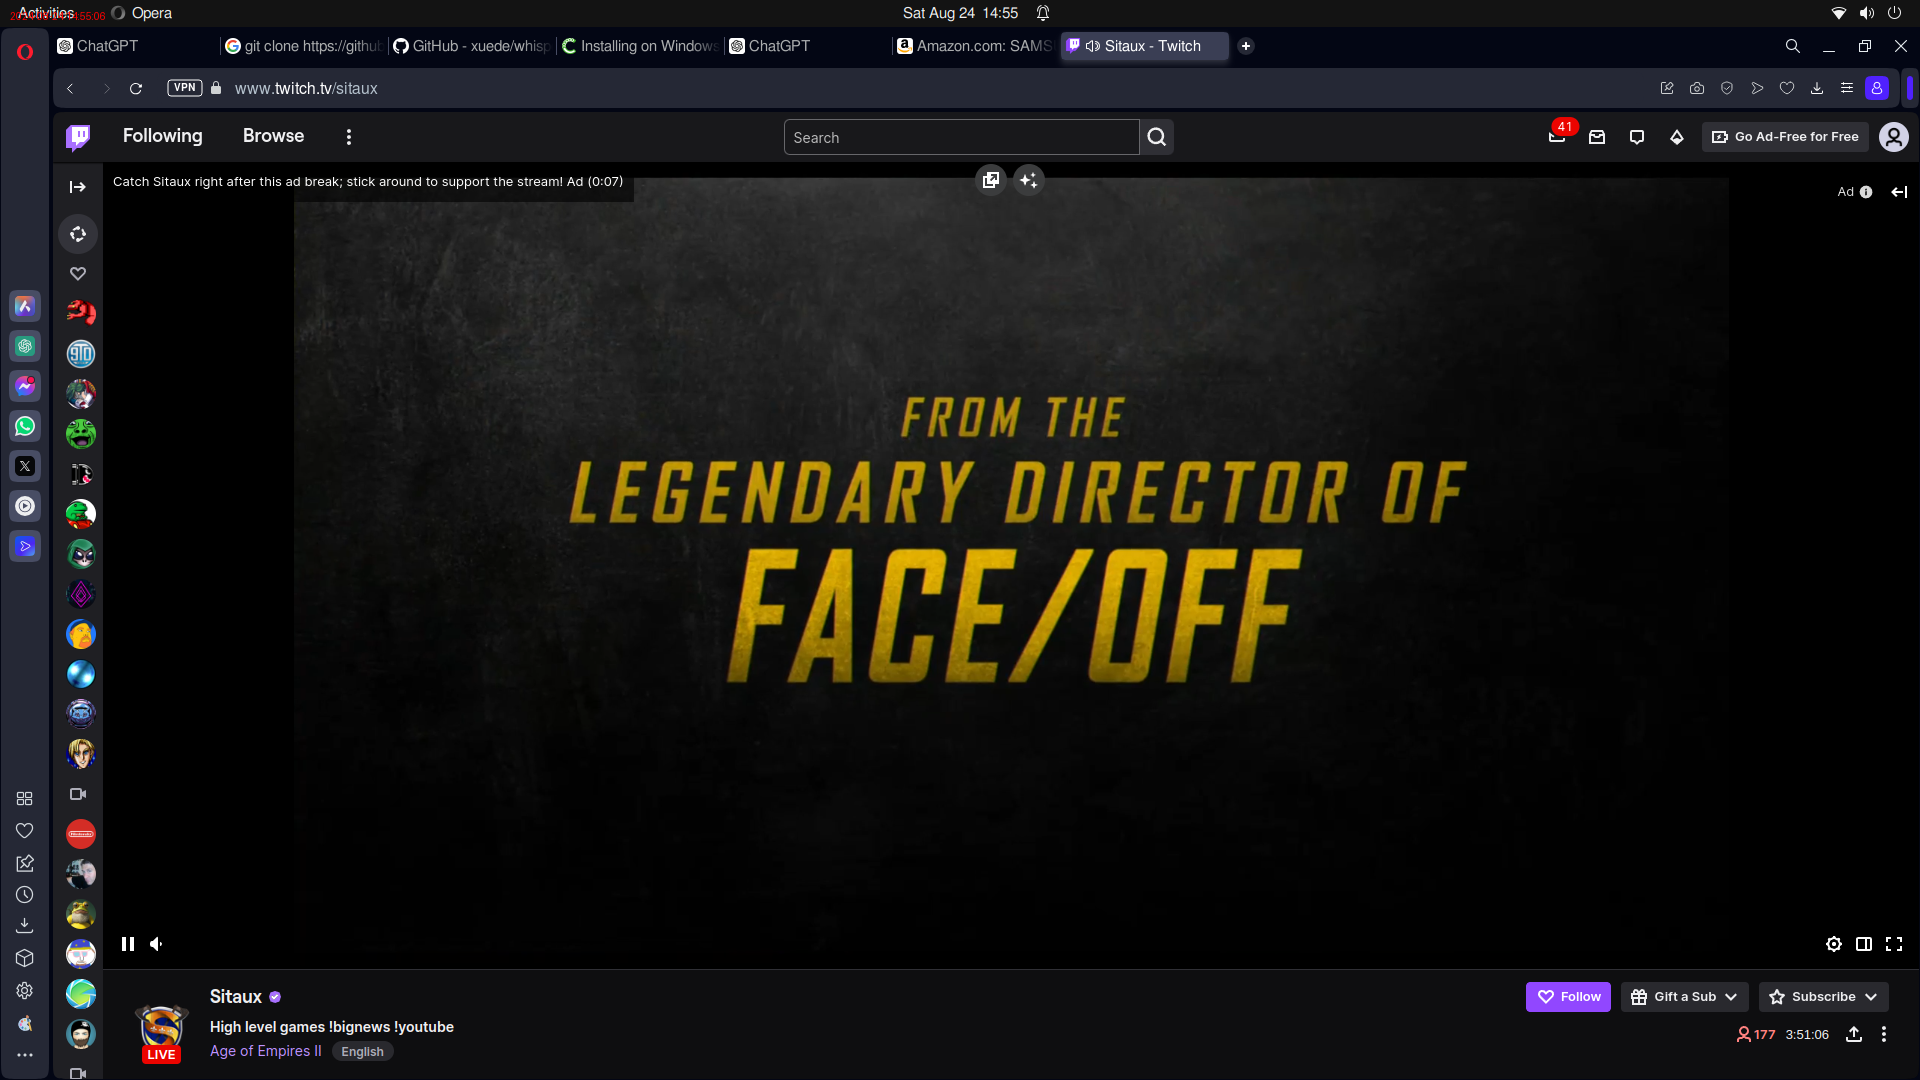 Activities
Opera
Sat Aug 24 14:55
ChatGPT
git clone https://githu
GitHub - xuede/whisp
Installing on Windows
ChatGPT
Amazon.com: SAMS
Sitaux - Twitch
VPN
www.twitch.tv/sitaux
Following
Browse
Search
41
Go Ad-Free for Free
Catch Sitaux right after this ad break; stick around to support the stream! Ad (0:07)
Ad
FROM THE
LEGENDARY DIRECTOR OF
FACE/OFF
Sitaux
High level games !bignews !youtube
Age of Empires II
English
LIVE
Follow
Gift a Sub
Subscribe
177
3:51:06